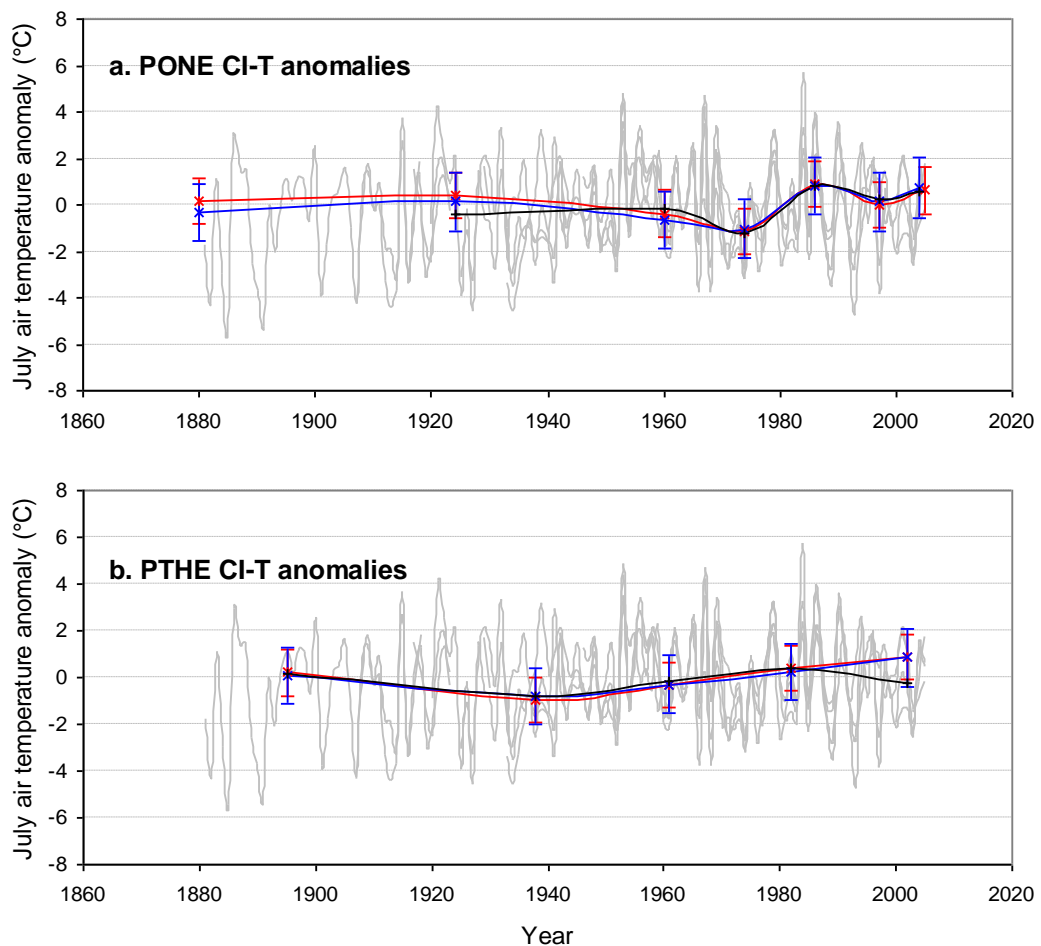 8
6
4
2
0
-2
-4
-6
-8
July air temperature anomaly (°C)
a. PONE CI-T anomalies
1860 1880 1900 1920 1940 1960 1980 2000 2020
8
6
4
2
0
-2
-4
-6
-8
July air temperature anomaly (°C)
b. PTHE CI-T anomalies
1860 1880 1900 1920 1940 1960 1980 2000 2020
Year